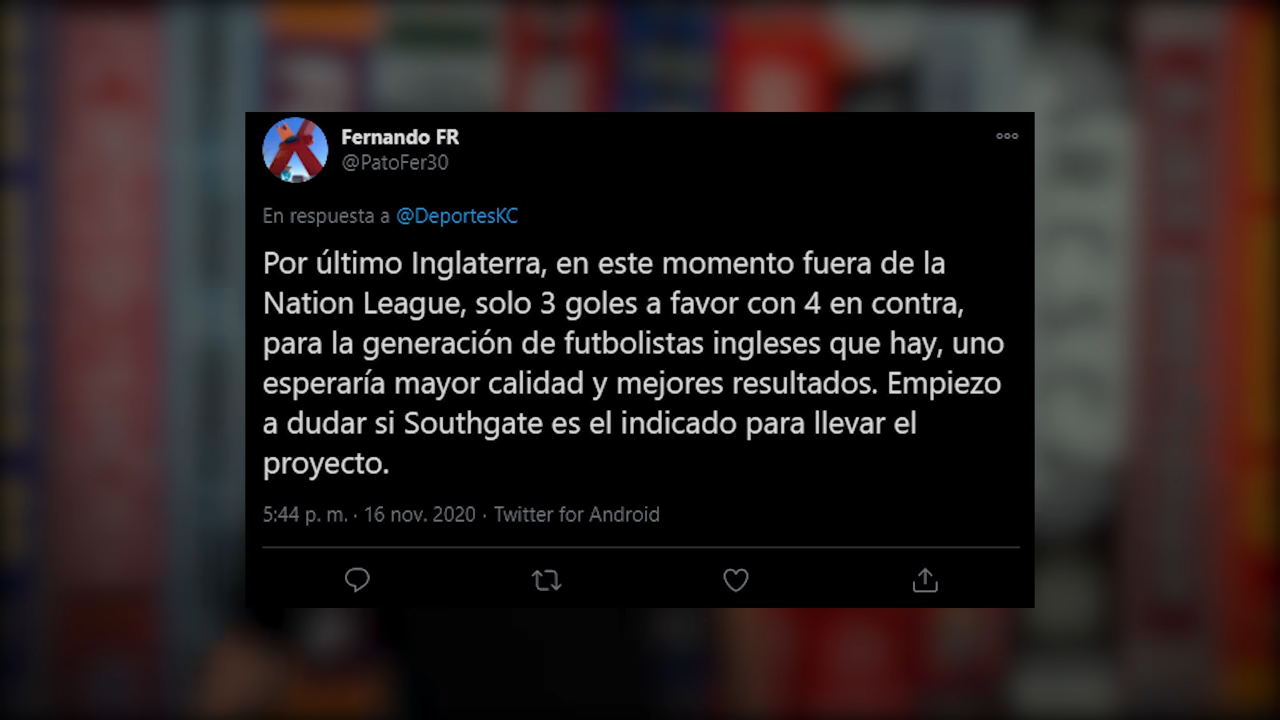 Fernando FR
@PatoFer30
En respuesta a @DeportesKC
Por último Inglaterra, en este momento fuera de la
Nation League, solo 3 goles a favor con 4 en contra,
para la generación de futbolistas ingleses que hay, uno
esperaría mayor calidad y mejores resultados. Empiezo
a dudar si Southgate es el indicado para llevar el
proyecto.
5:44 p. m. · 16 nov. 2020 · Twitter for Android